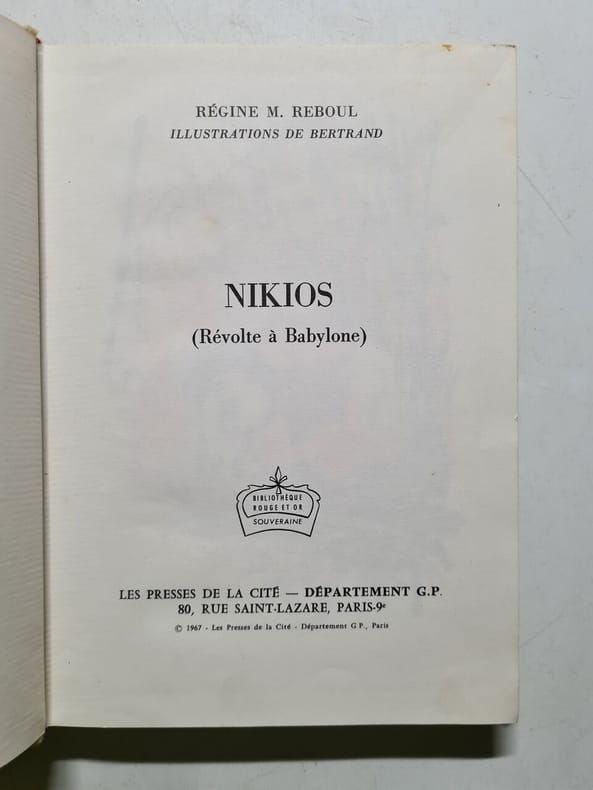 RÉGINE M. REBOUL
ILLUSTRATIONS DE BERTRAND
NIKIOS
(Révolte à Babylone)
BIBLIOTHÈQUE
ROUGE ET OR
SOUVERAINE
LES PRESSES DE LA CITÉ — DÉPARTEMENT G.P.
80, RUE SAINT-LAZARE, PARIS-9e
© 1967 - Les Presses de la Cité - Département G.P., Paris